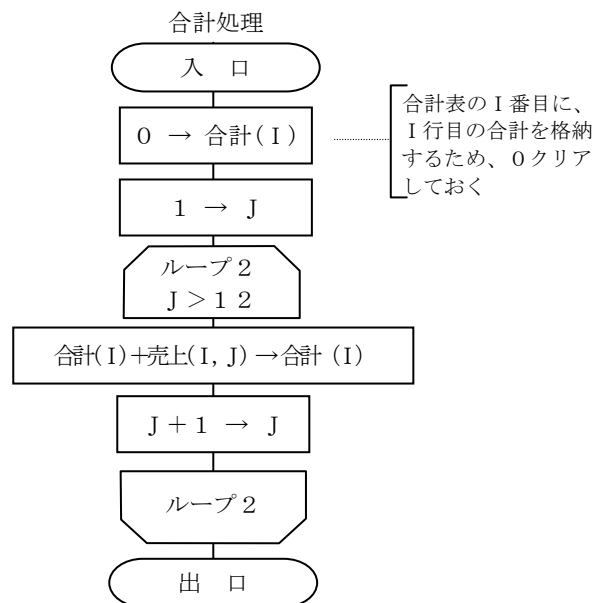 合計処理
入　口
０ → 合計(Ｉ)
合計表のＩ番目に、
Ｉ行目の合計を格納
するため、０クリア
しておく
１ → Ｊ
ループ２
Ｊ＞１２
合計(Ｉ)＋売上(Ｉ, Ｊ) →合計 (Ｉ)
Ｊ＋１ → Ｊ
ループ２
出　口